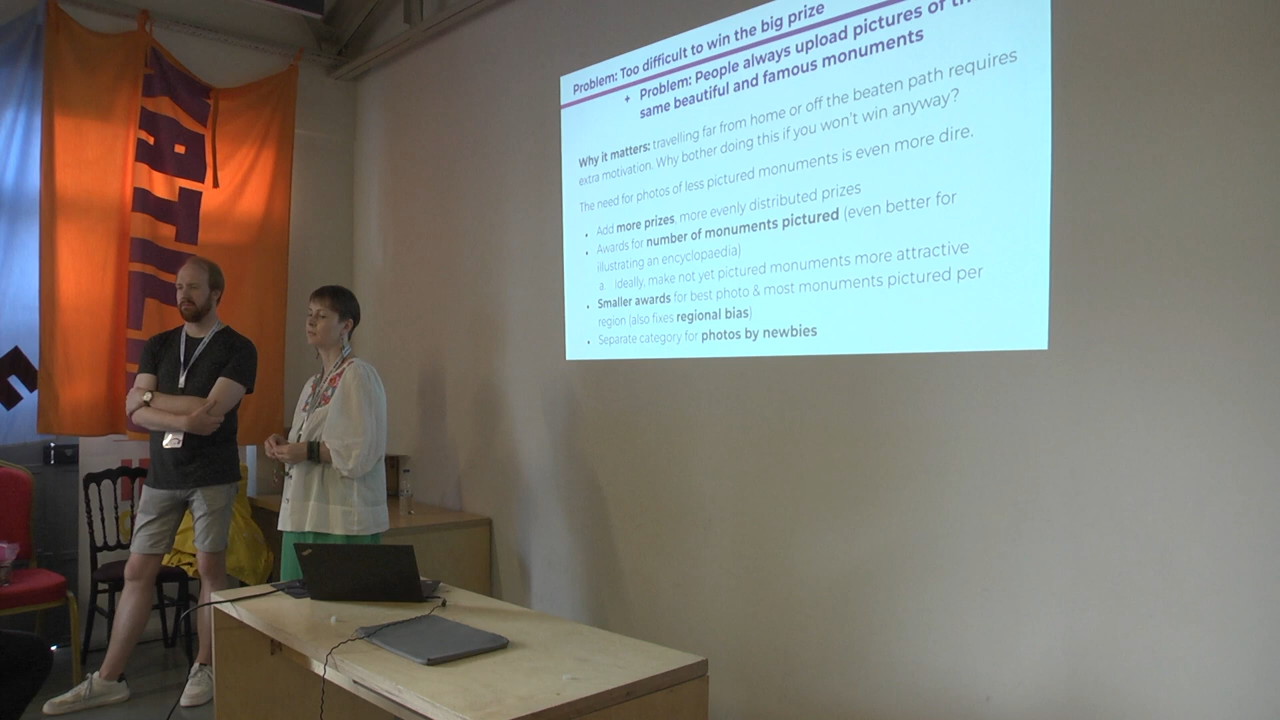 Problem: Too difficult to win the big prize
+ Problem: People always upload pictures of
same beautiful and famous monuments
Why it matters: travelling far from home or off the beaten path requires
extra motivation. Why bother doing this if you won't win anyway?
The need for photos of less pictured monuments is even more dire.
• Add more prizes, more evenly distributed prizes
• Awards for number of monuments pictured (even better for
illustrating an encyclopaedia)
a. Ideally, make not yet pictured monuments more attractive
• Smaller awards for best photo & most monuments pictured per
region (also fixes regional bias)
• Separate category for photos by newbies